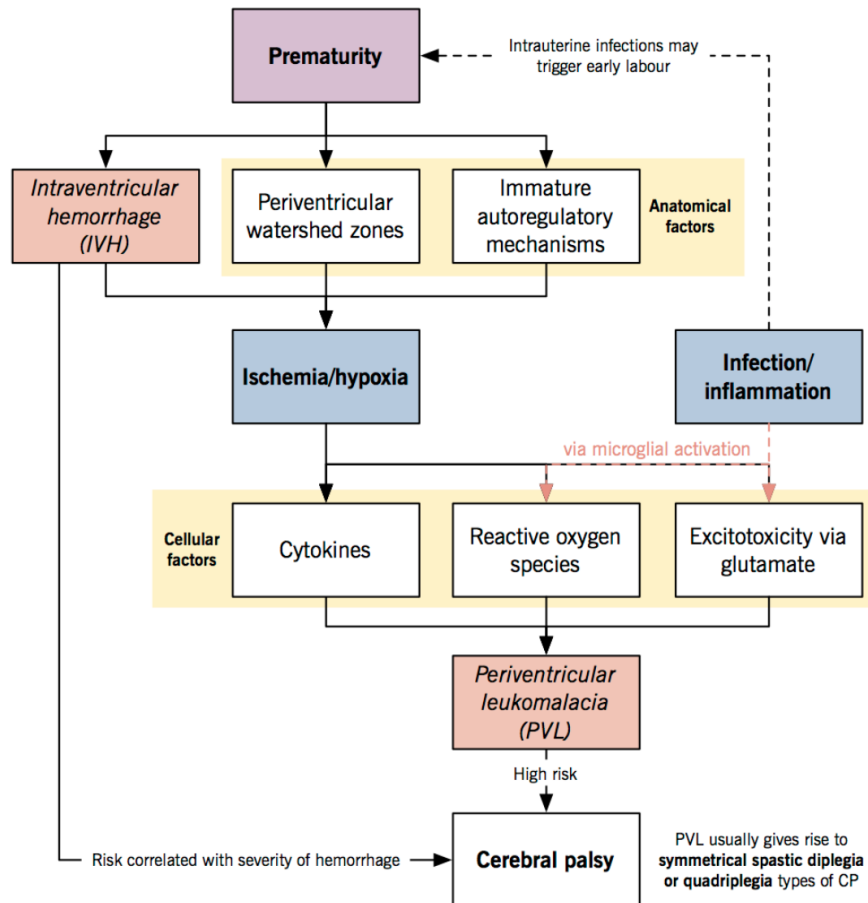 Prematurity
Intrauterine infections may
trigger early labour
Intraventricular
hemorrhage
(IVH)
Periventricular
watershed zones
Immature
autoregulatory
mechanisms
Anatomical
factors
Ischemia/hypoxia
Infection/
inflammation
via microglial activation
Cellular
factors
Cytokines
Reactive oxygen
species
Excitotoxicity via
glutamate
Periventricular
leukomalacia
(PVL)
High risk
Risk correlated with severity of hemorrhage
Cerebral palsy
PVL usually gives rise to
symmetrical spastic diplegia
or quadriplegia types of CP